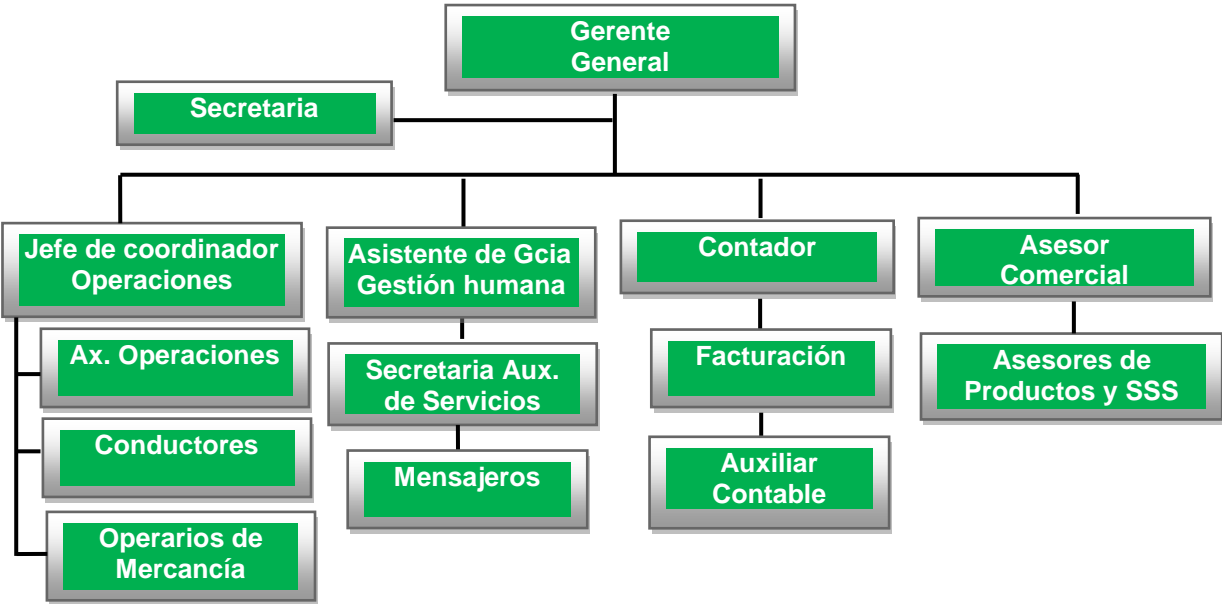 Gerente
General
Secretaria
Jefe de coordinador
Operaciones
Asistente de Gcia
Gestión humana
Contador
Asesor
Comercial
Ax. Operaciones
Conductores
Operarios de
Mercancía
Secretaria Aux.
de Servicios
Mensajeros
Facturación
Auxiliar
Contable
Asesores de
Productos y SSS